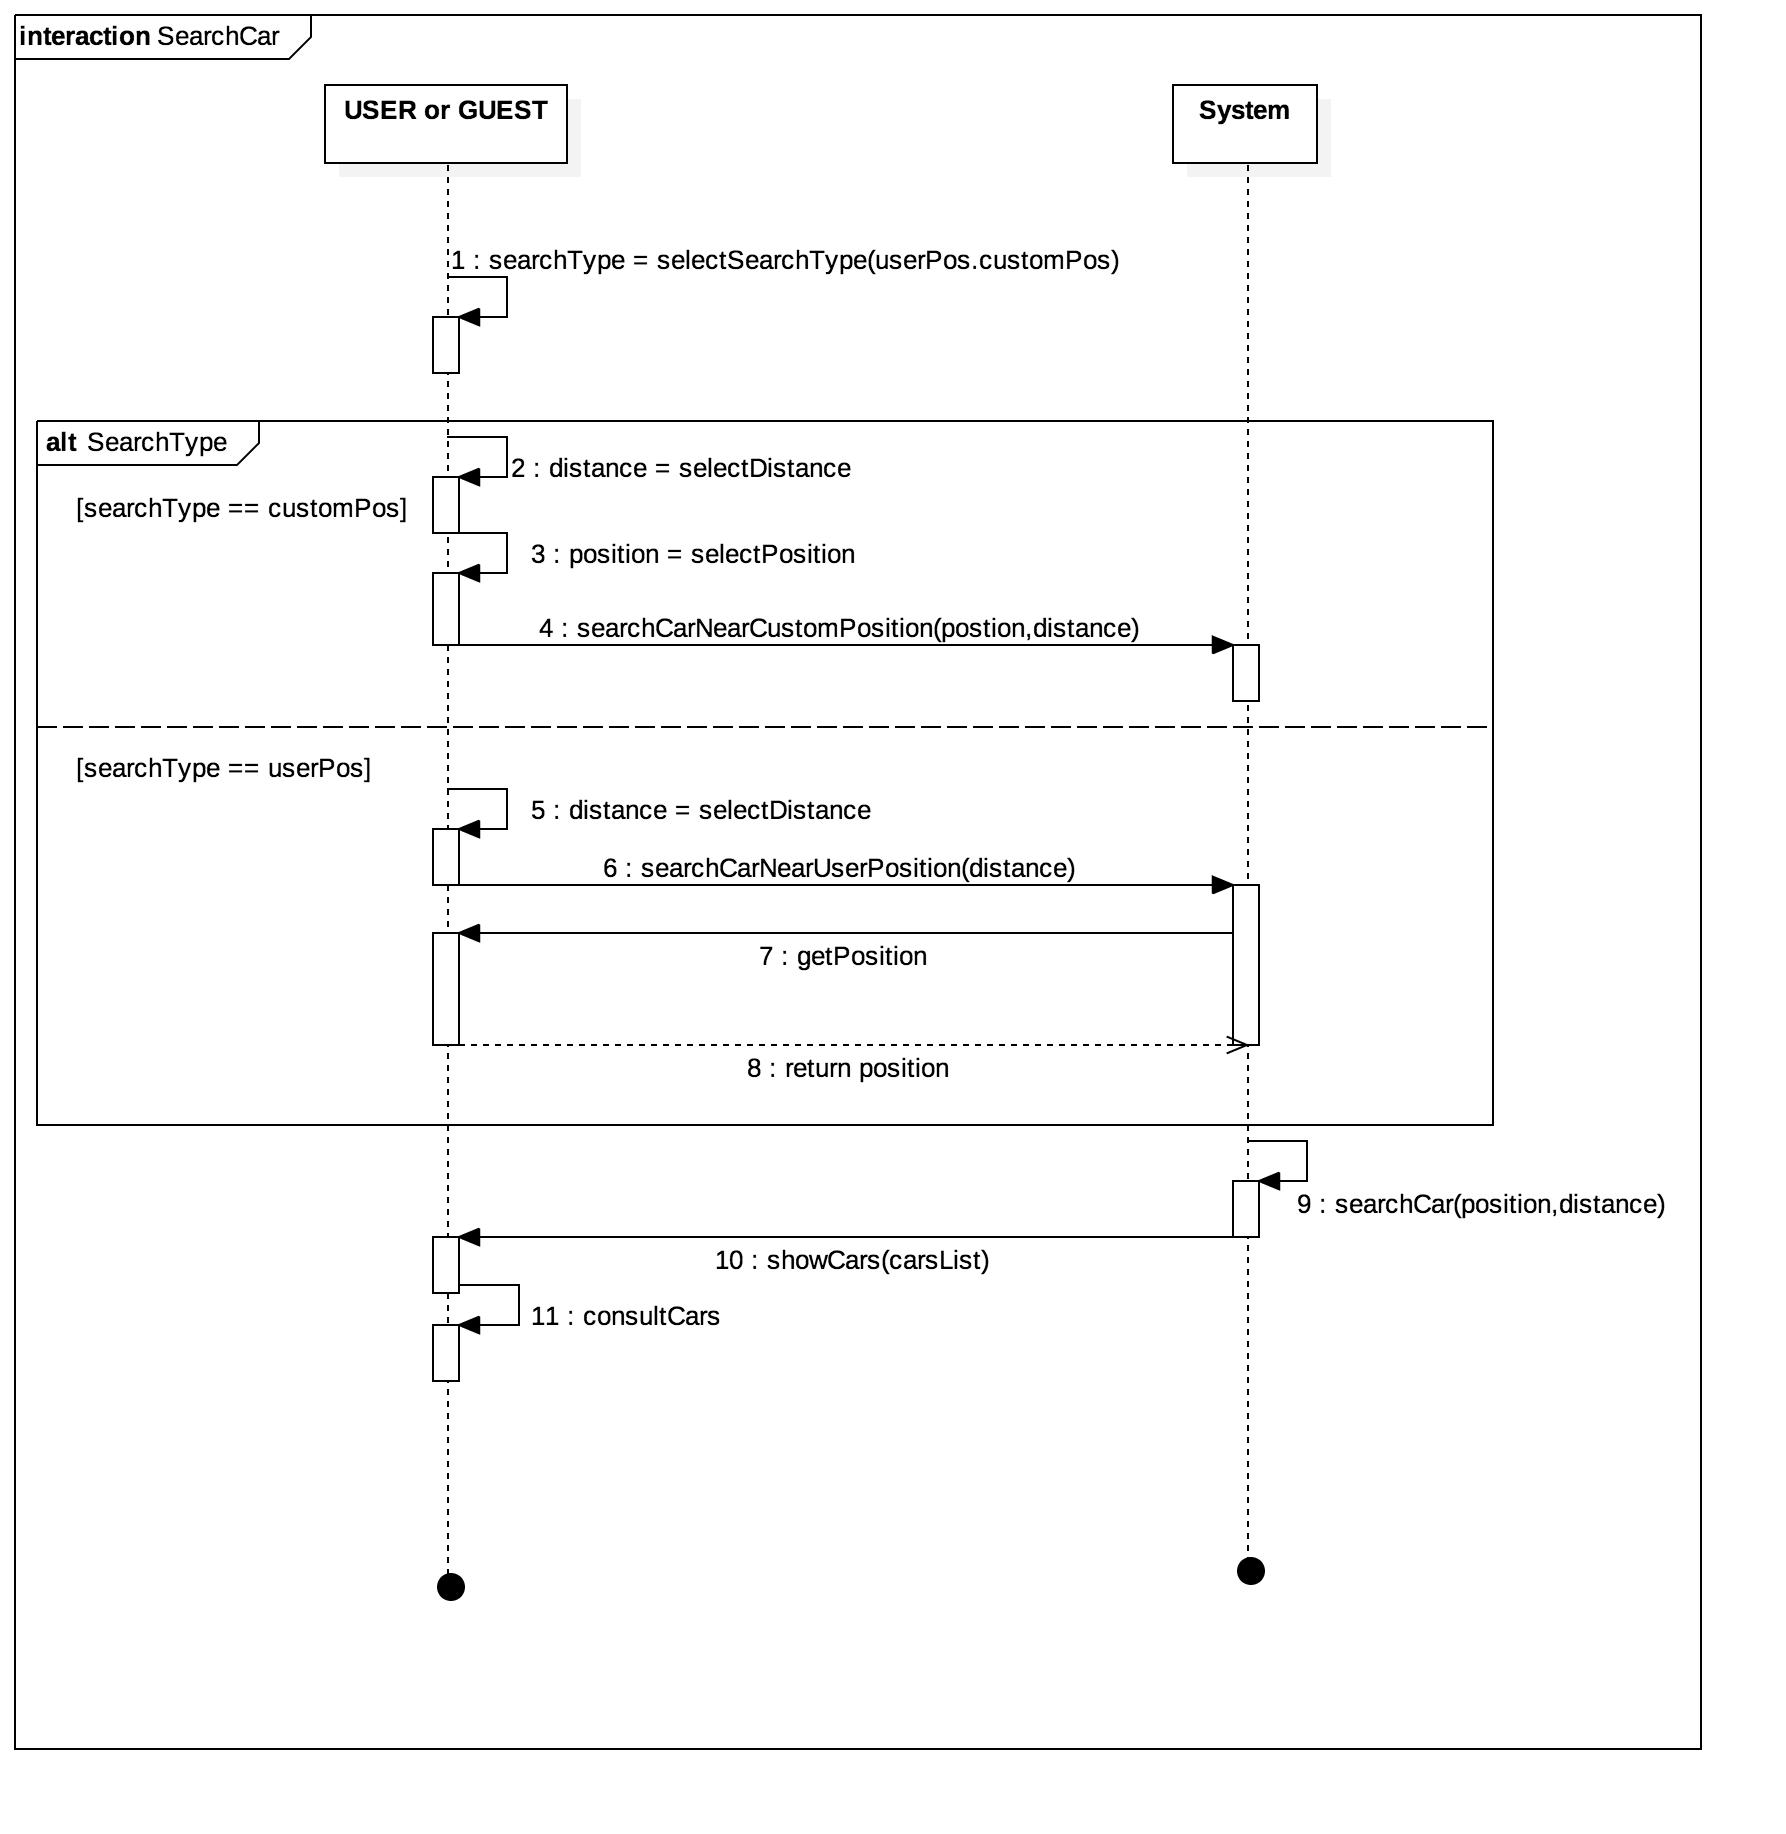 interaction SearchCar
USER or GUEST
System
1 : searchType = selectSearchType(userPos.customPos)
alt SearchType
2 : distance = selectDistance
[searchType == customPos]
3 : position = selectPosition
4 : searchCarNearCustomPosition(postion,distance)
[searchType == userPos]
5 : distance = selectDistance
6 : searchCarNearUserPosition(distance)
7 : getPosition
8 : return position
9 : searchCar(position,distance)
10 : showCars(carsList)
11 : consultCars